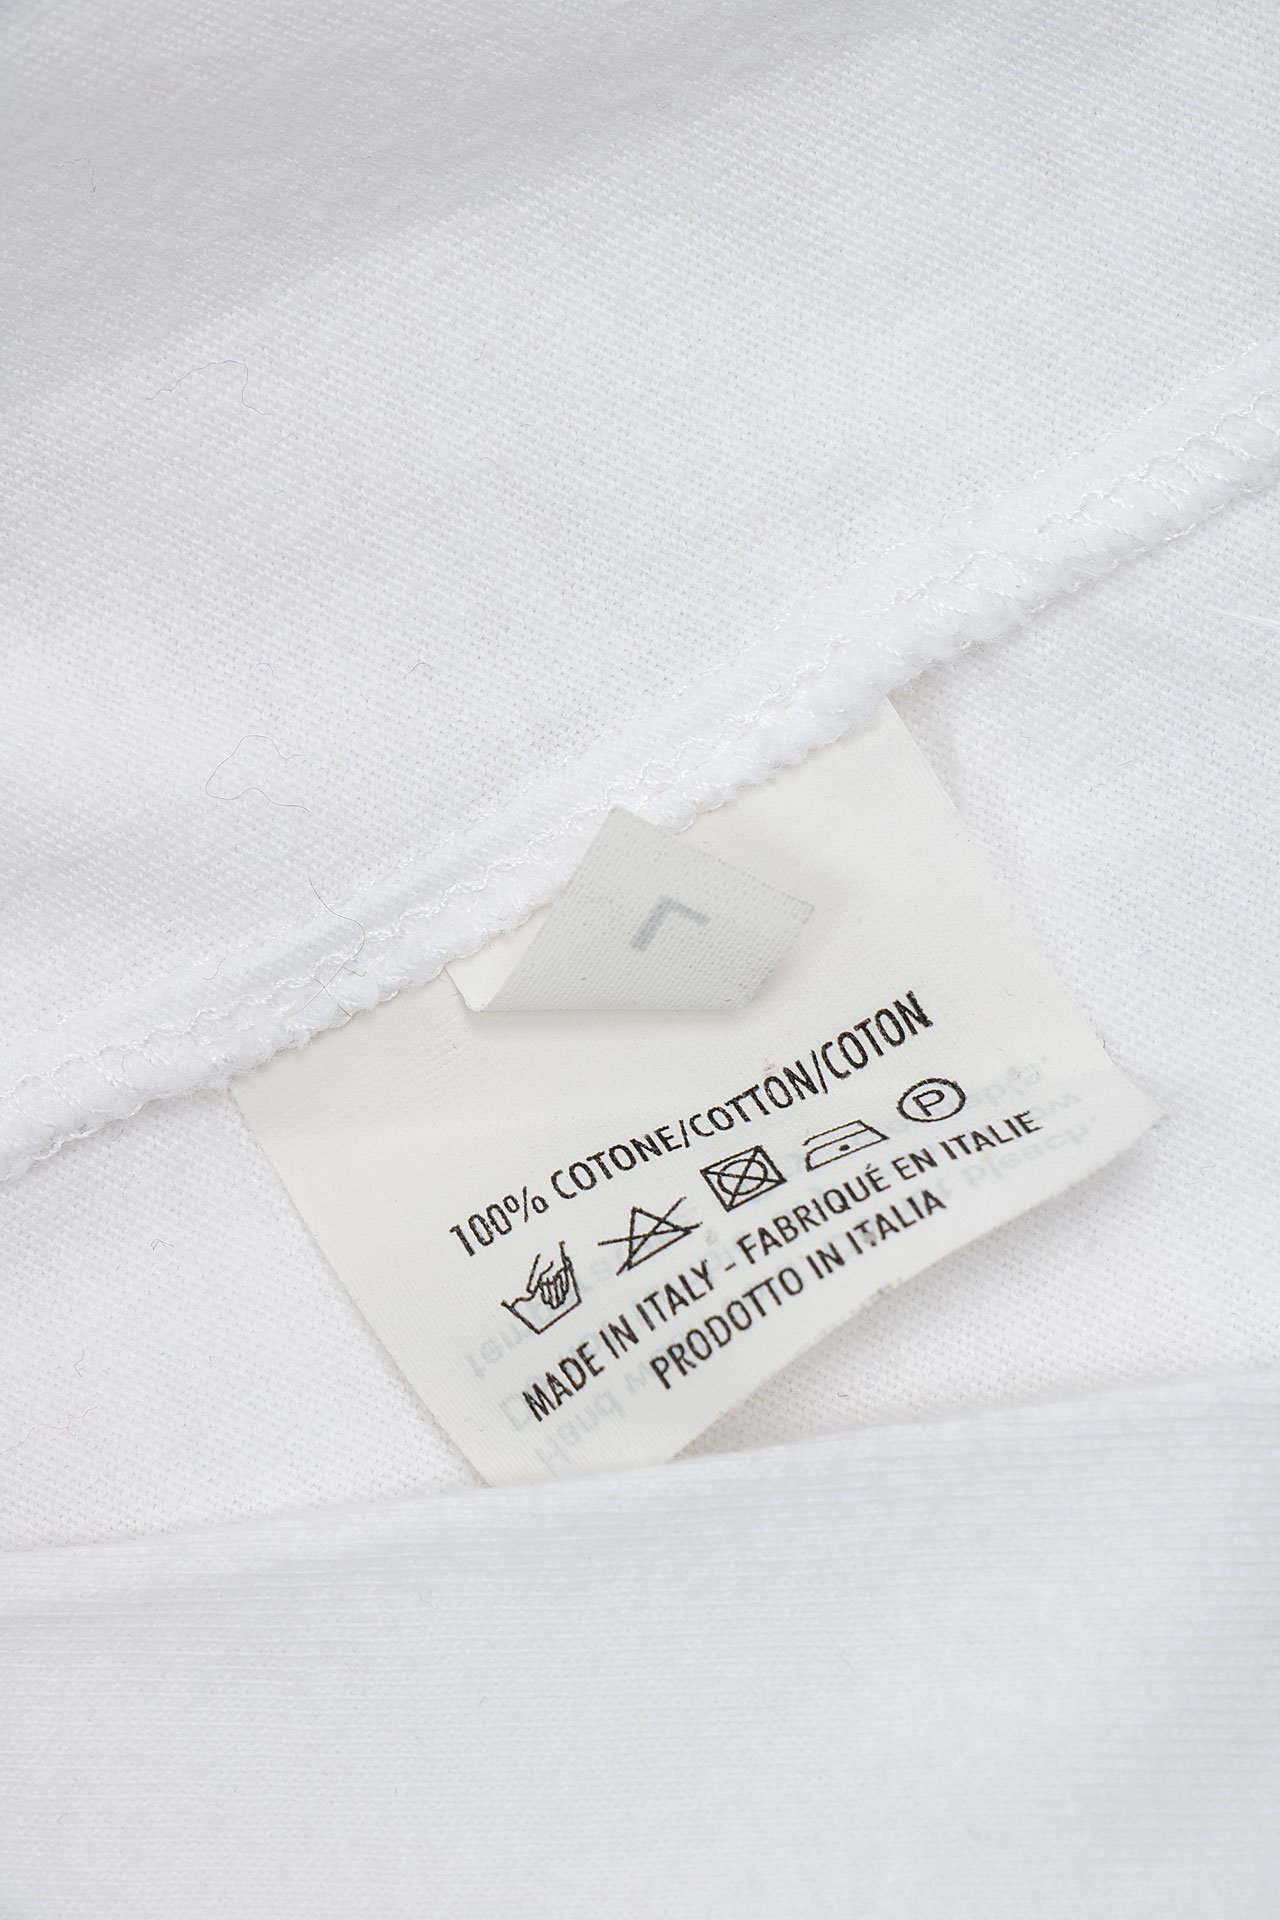 L
100% COTONE/COTTON/COTON
P
MADE IN ITALY - FABRIQUÉ EN ITALIE
PRODOTTO IN ITALIA